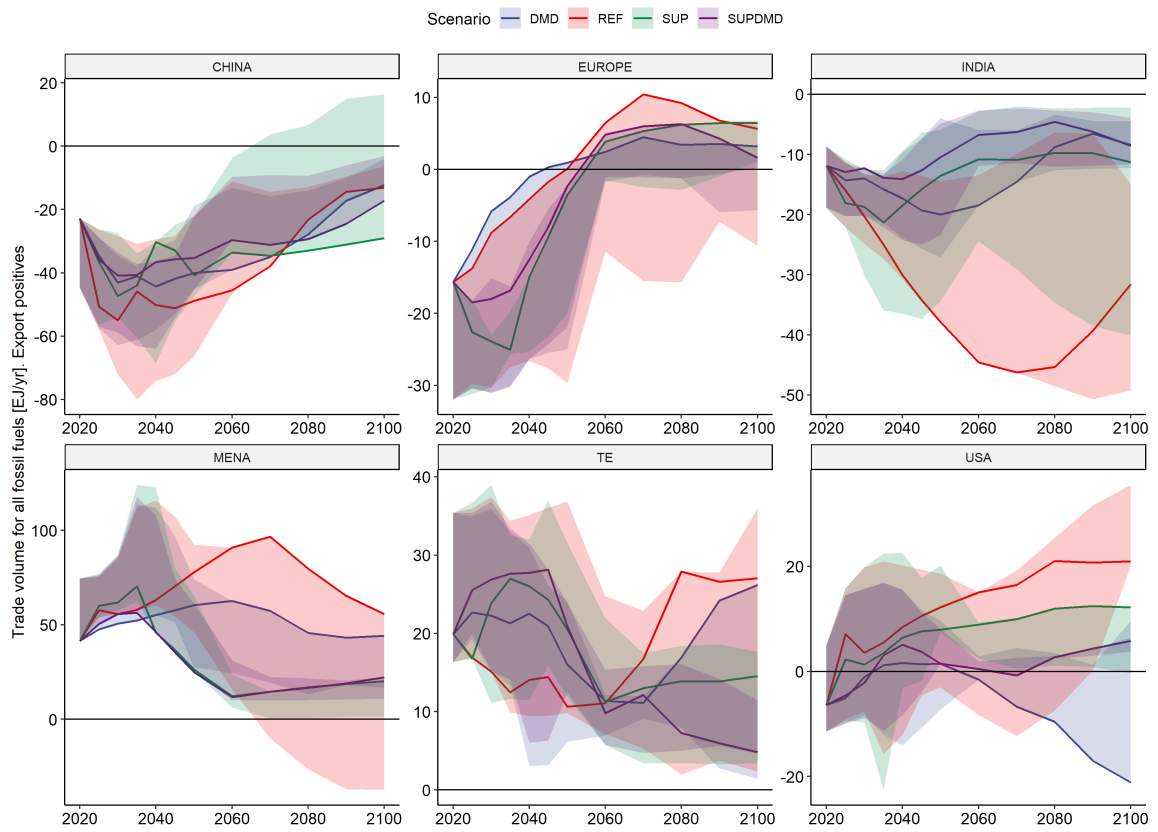 Scenario DMD REF SUP SUPDMD
Trade volume for all fossil fuels [EJ/yr]. Export positives
CHINA
20
0
-20
-40
-60
-80
2020 2040 2060 2080 2100
EUROPE
10
0
-10
-20
-30
2020 2040 2060 2080 2100
INDIA
0
-10
-20
-30
-40
-50
2020 2040 2060 2080 2100
MENA
100
50
0
2020 2040 2060 2080 2100
TE
40
30
20
10
0
2020 2040 2060 2080 2100
USA
20
0
-20
2020 2040 2060 2080 2100